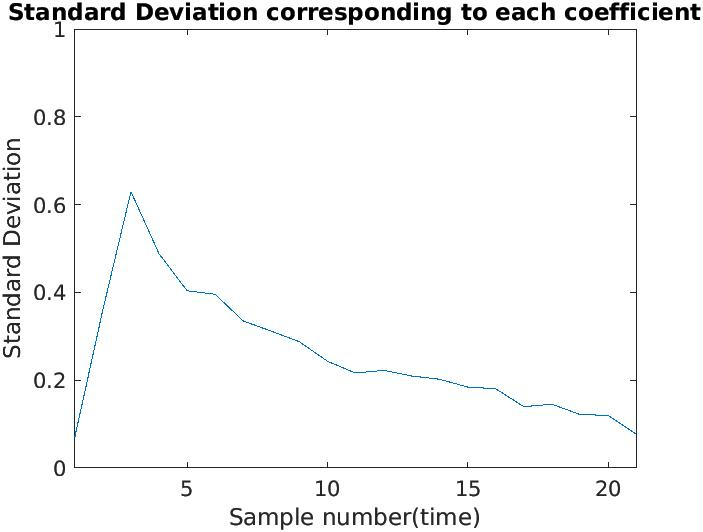 Standard Deviation corresponding to each coefficient
1
0.8
0.6
0.4
0.2
0
Standard Deviation
5 10 15 20
Sample number(time)